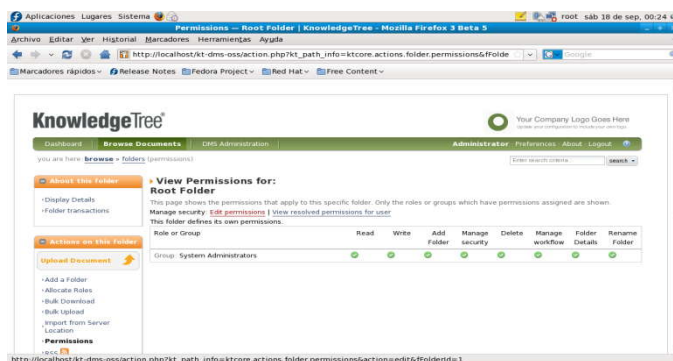 Aplicaciones Lugares Sistema root sáb 18 de sep, 00:24
Permissions — Root Folder | KnowledgeTree - Mozilla Firefox 3 Beta 5
Archivo Editar Ver Historial Marcadores Herramientas Ayuda
http://localhost/kt-dms-oss/action.php?kt_path_info=ktcore.actions.folder.permissions&fFolde Google
Marcadores rápidos Release Notes Fedora Project Red Hat Free Content
KnowledgeTree®
Your Company Logo Goes Here
Dashboard Browse Documents DMS Administration Administrator Preferences About Logout
you are here: browse » folders (permissions) Enter search criteria... search
About this Folder
Display Details
Folder transactions
Actions on this Folder
Upload Document
Add a Folder
Allocate Roles
Bulk Download
Bulk Upload
Import from Server
Location
Permissions
RSS
View Permissions for:
Root Folder
This page shows the permissions that apply to this specific folder. Only the roles or groups which have permissions assigned are shown.
Manage security: Edit permissions | View resolved permissions for user
This folder defines its own permissions.
Role or Group Read Write Add Folder Manage security Delete Manage workflow Folder Details Rename Folder
Group: System Administrators
http://localhost/kt-dms-oss/action.php?kt_path_info=ktcore.actions.folder.permissions&action=edit&fFolderId=1